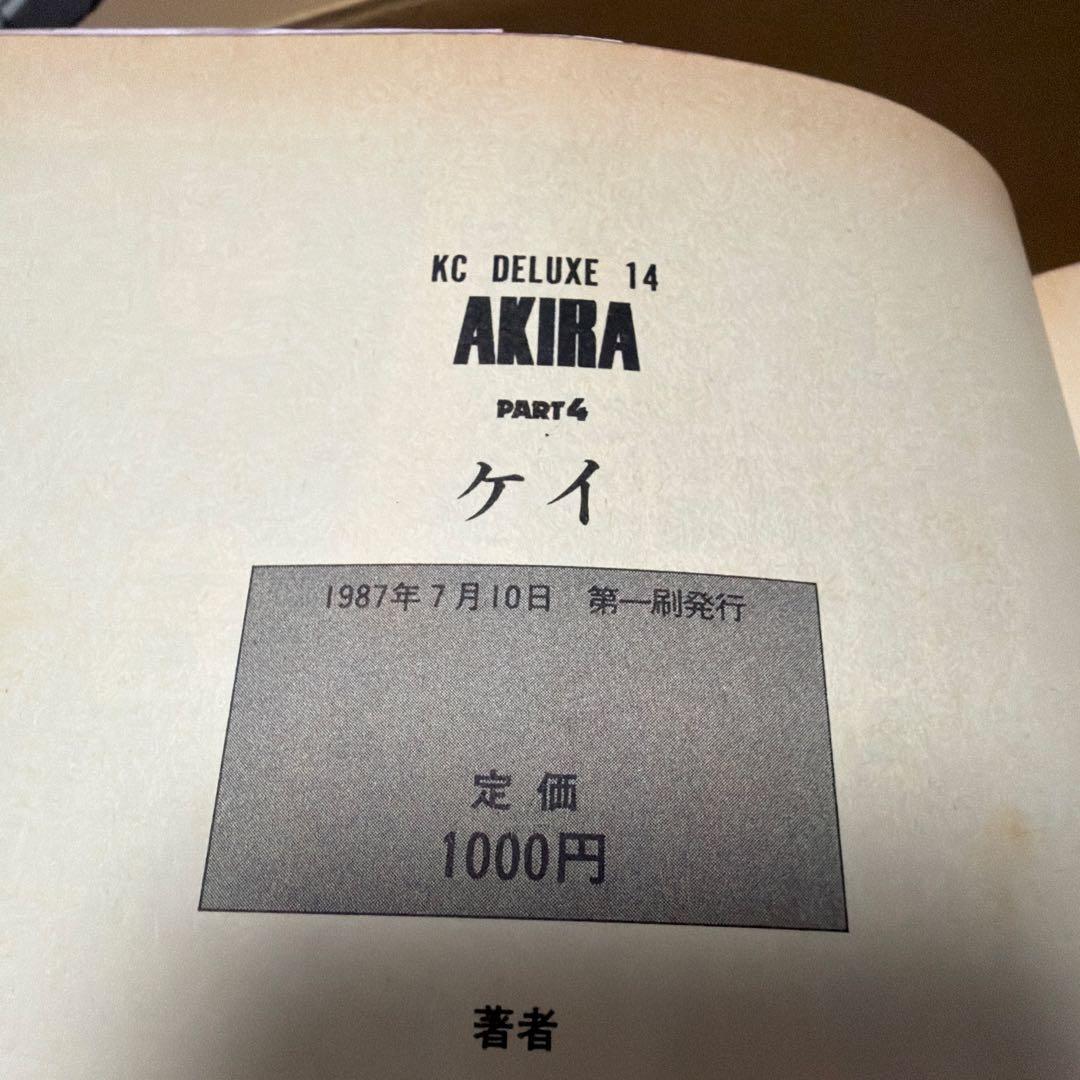 KC DELUXE 14
AKIRA
PART4
ケイ
1987年7月10日 第一刷発行
定価
1000円
著者